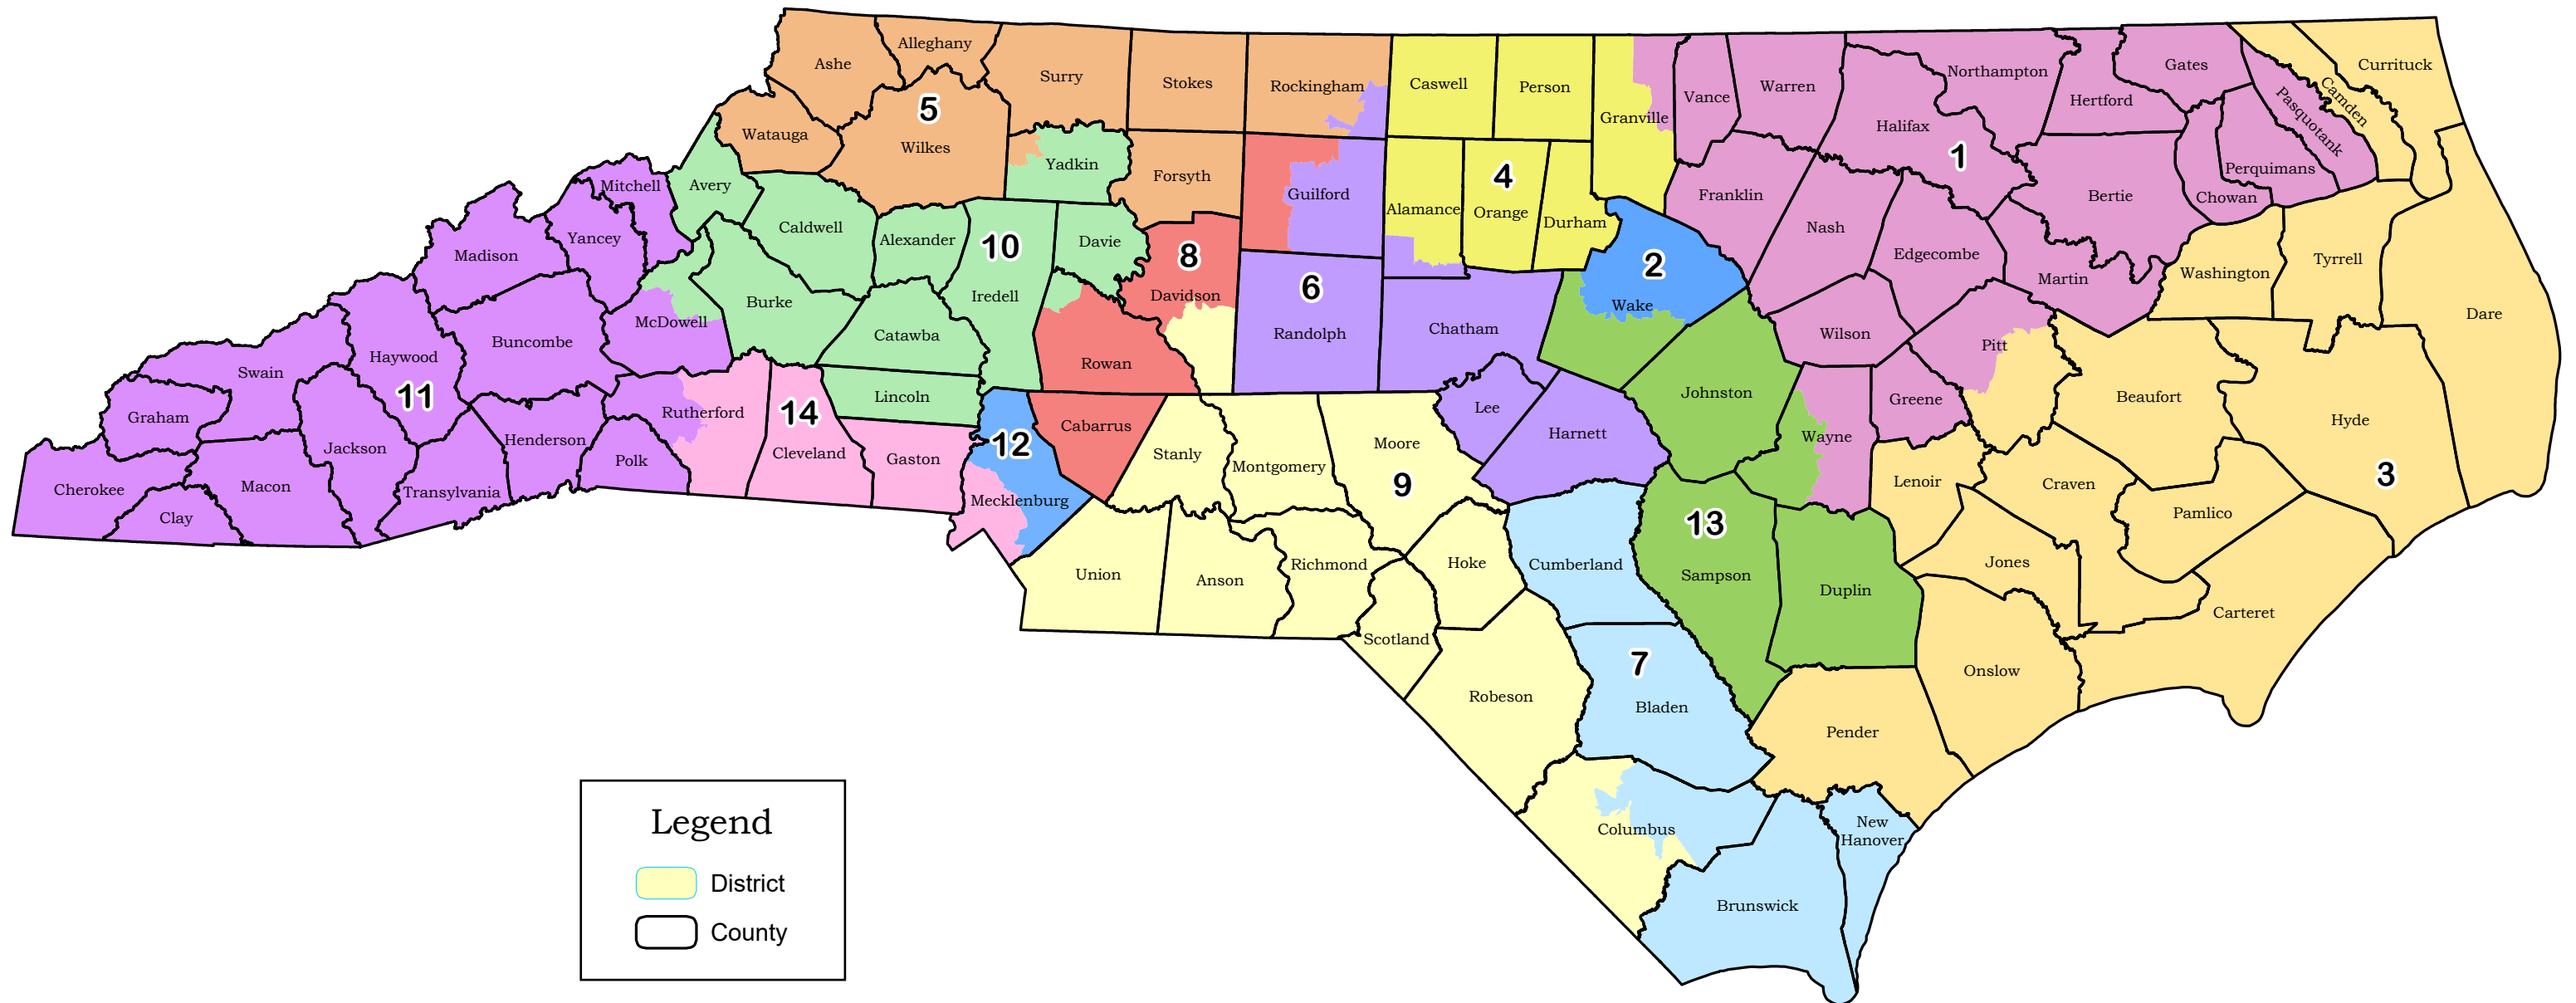 Ashe
Alleghany
Surry
Stokes
Rockingham
Caswell
Person
Granville
Vance
Warren
Northampton
Gates
Currituck
Camden
Pasquotank
Hertford
Halifax
5
Watauga
Wilkes
Yadkin
Forsyth
Guilford
4
Alamance
Orange
Durham
Franklin
1
Perquimans
Chowan
Bertie
Mitchell
Avery
Caldwell
Alexander
10
Davie
8
Davidson
Iredell
Nash
Edgecombe
Martin
Washington
Tyrrell
Dare
Madison
Yancey
Burke
McDowell
Buncombe
Haywood
11
Swain
Graham
Catawba
Rowan
6
Randolph
Chatham
2
Wake
Wilson
Pitt
Beaufort
Hyde
3
Lincoln
Rutherford
14
Cleveland
Gaston
12
Mecklenburg
Cabarrus
Stanly
Montgomery
Moore
9
Lee
Harnett
Johnston
Wayne
Greene
Lenoir
Craven
Pamlico
Jackson
Henderson
Polk
Transylvania
Macon
Cherokee
Clay
Union
Anson
Richmond
Hoke
Scotland
Cumberland
13
Sampson
Duplin
Jones
Carteret
Onslow
Robeson
7
Bladen
Pender
Columbus
New
Hanover
Brunswick
Legend
District
County